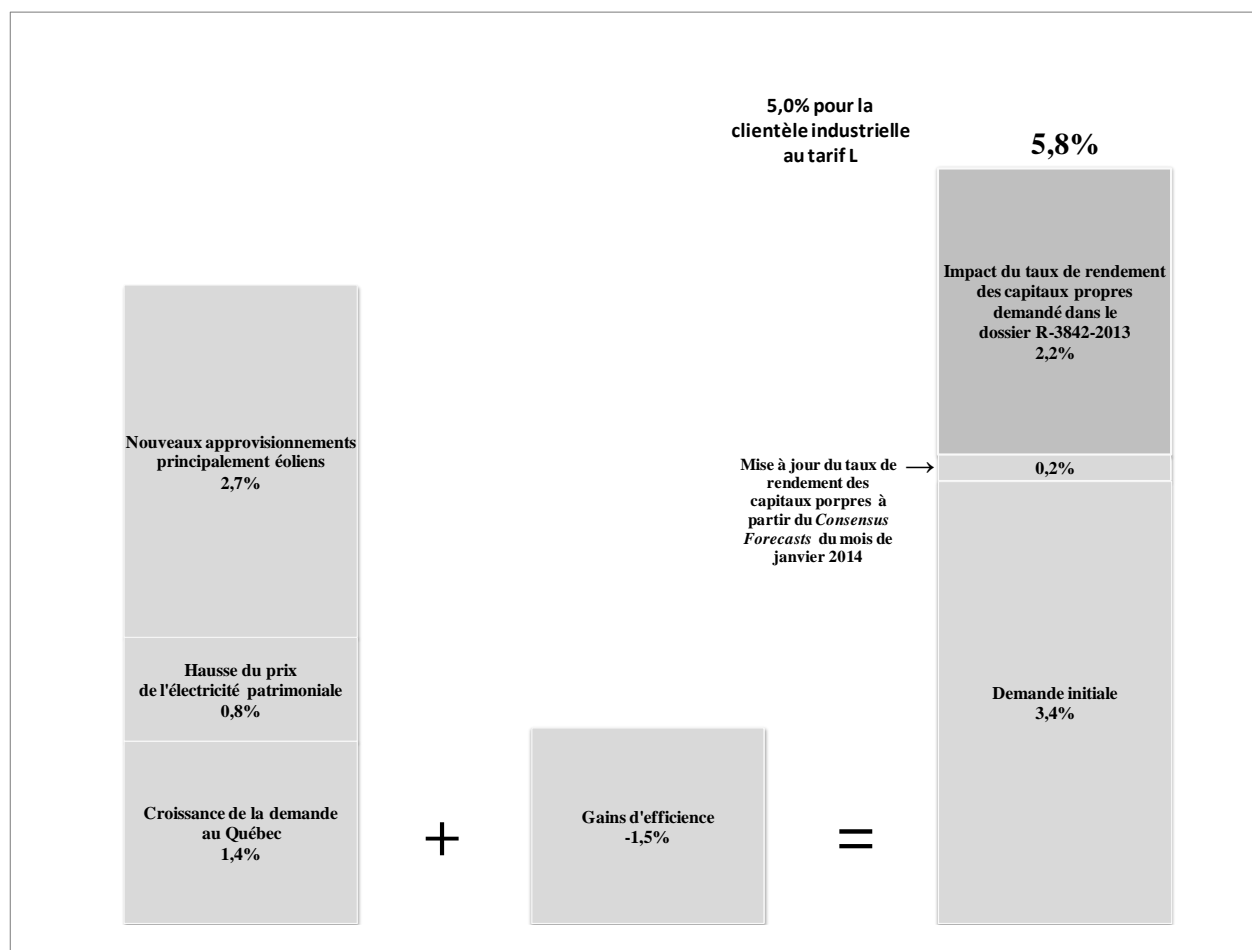 5,0% pour la
clientèle industrielle
au tarif L
5,8%
Impact du taux de rendement
des capitaux propres
demandé dans le
dossier R-3842-2013
2,2%
Nouveaux approvisionnements
principalement éoliens
2,7%
Mise à jour du taux de →
rendement des
capitaux porpres à
partir du Consensus
Forecasts du mois de
janvier 2014
0,2%
Hausse du prix
de l'électricité patrimoniale
0,8%
Demande initiale
3,4%
Croissance de la demande
au Québec
1,4%
+
Gains d'efficience
-1,5%
=